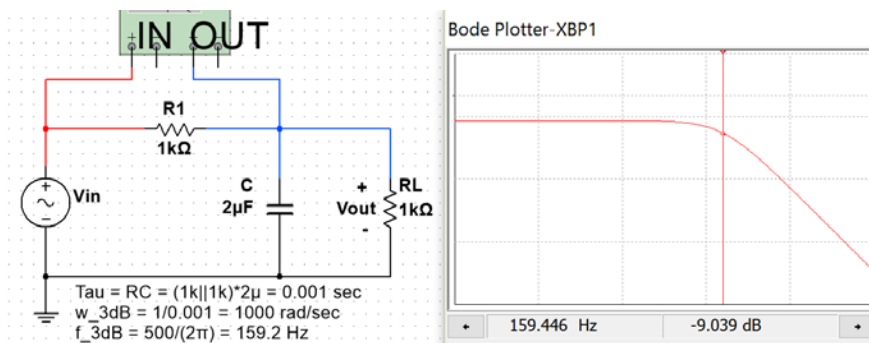 IN OUT
Bode Plotter-XBP1
R1
1kΩ
Vin
C
2µF
+
Vout
-
RL
1kΩ
Tau = RC = (1k||1k)*2µ = 0.001 sec
w_3dB = 1/0.001 = 1000 rad/sec
f_3dB = 500/(2π) = 159.2 Hz
159.446 Hz
-9.039 dB